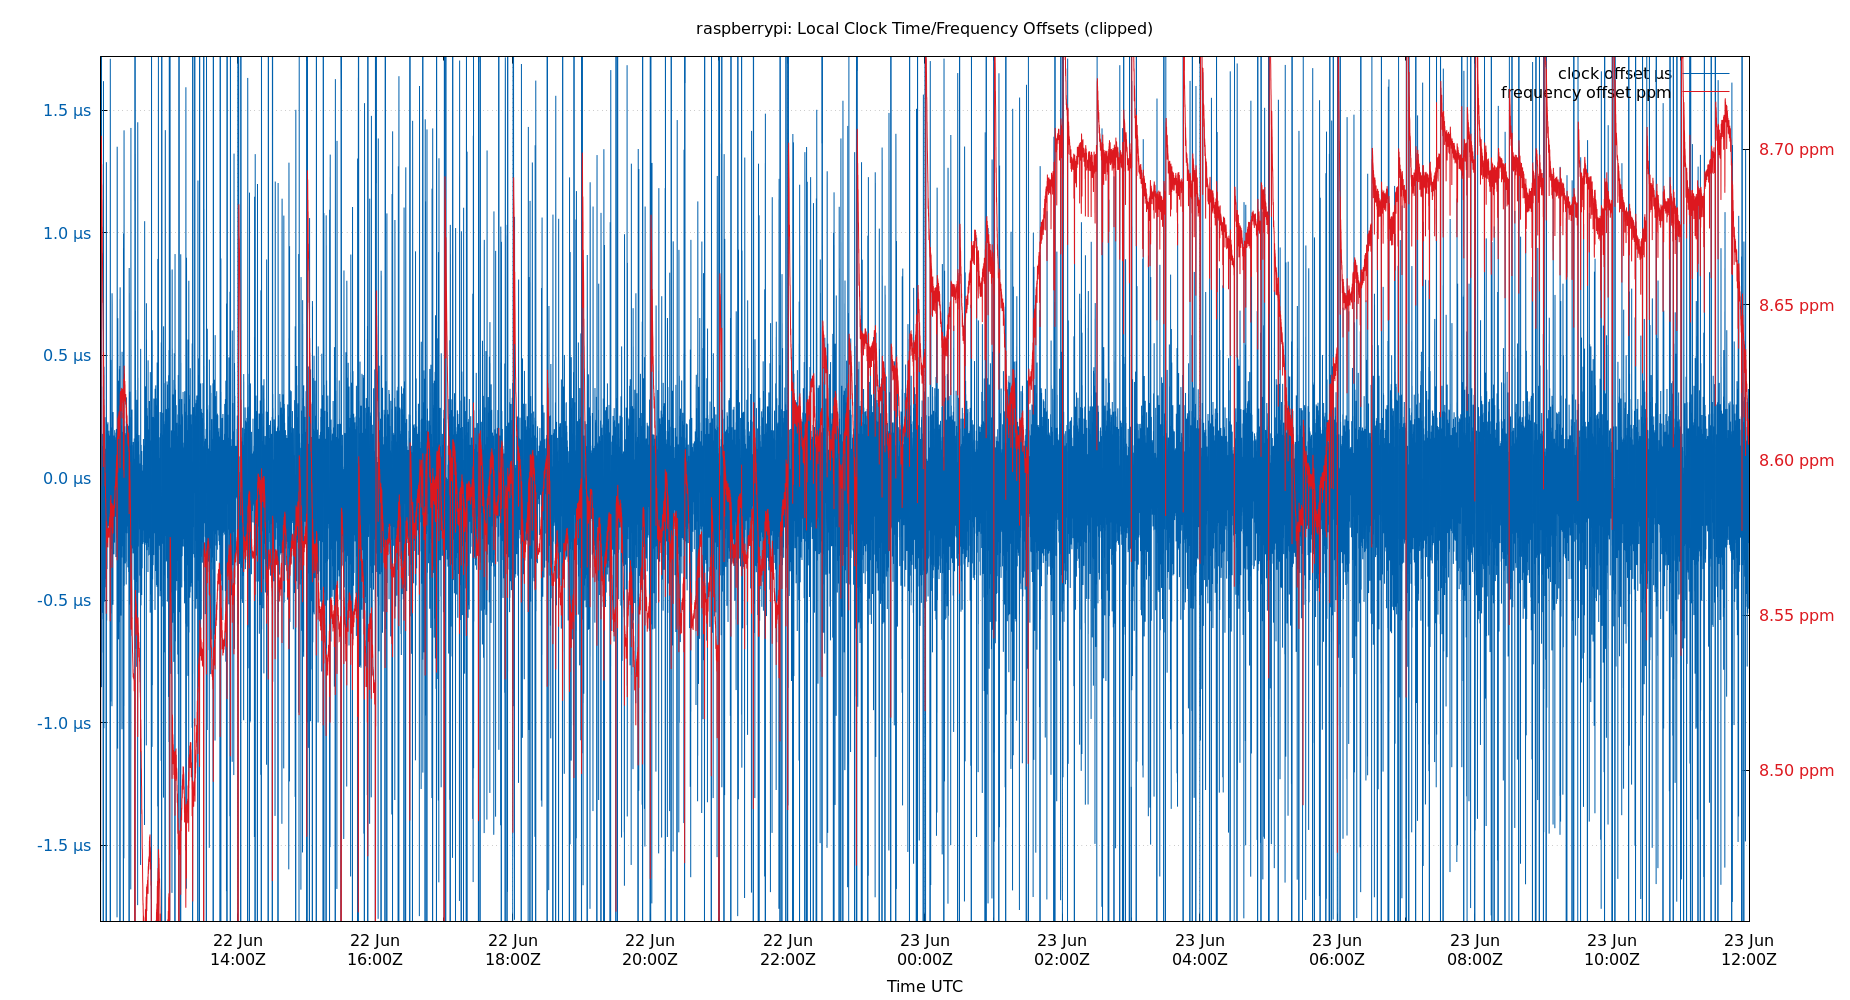 raspberrypi: Local Clock Time/Frequency Offsets (clipped)
clock offset µs
frequency offset ppm
1.5 µs
1.0 µs
0.5 µs
0.0 µs
-0.5 µs
-1.0 µs
-1.5 µs
8.70 ppm
8.65 ppm
8.60 ppm
8.55 ppm
8.50 ppm
22 Jun 22 Jun 22 Jun 22 Jun 22 Jun 23 Jun 23 Jun 23 Jun 23 Jun 23 Jun 23 Jun 23 Jun
14:00Z 16:00Z 18:00Z 20:00Z 22:00Z 00:00Z 02:00Z 04:00Z 06:00Z 08:00Z 10:00Z 12:00Z
Time UTC